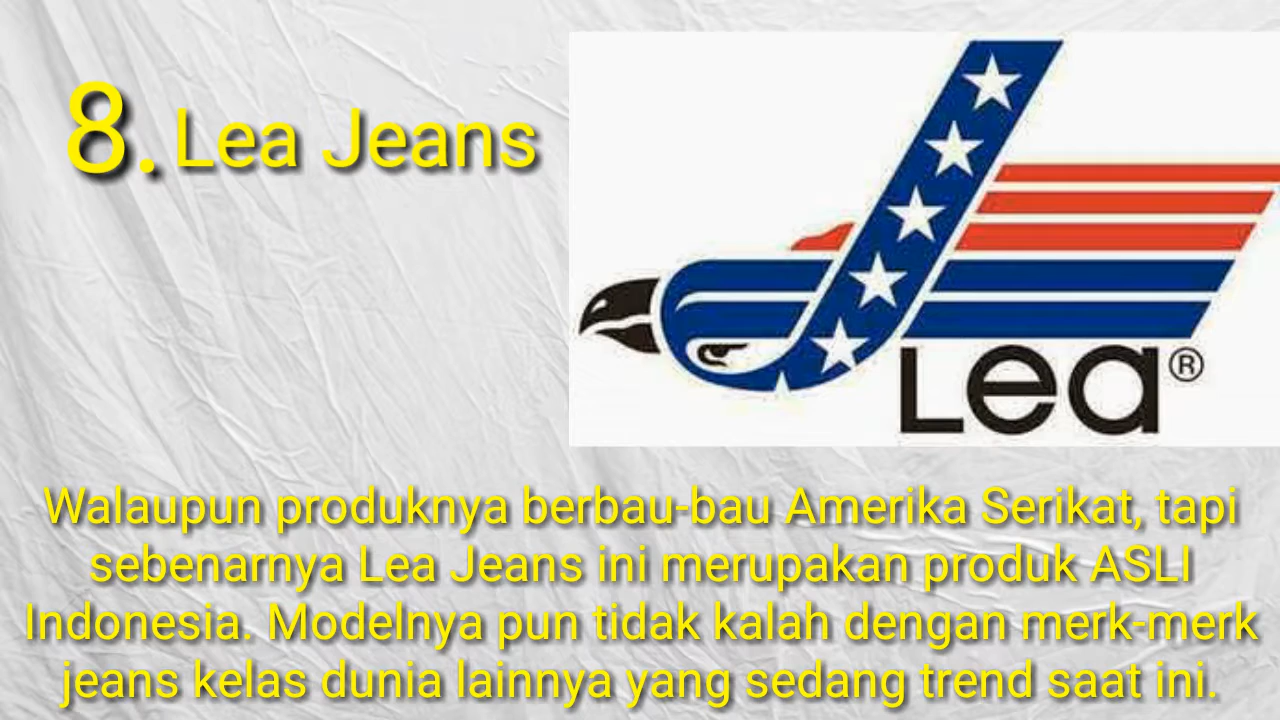 8. Lea Jeans
Lea®
Walaupun produknya berbau-bau Amerika Serikat, tapi
sebenarnya Lea Jeans ini merupakan produk ASLI
Indonesia. Modelnya pun tidak kalah dengan merk-merk
jeans kelas dunia lainnya yang sedang trend saat ini.